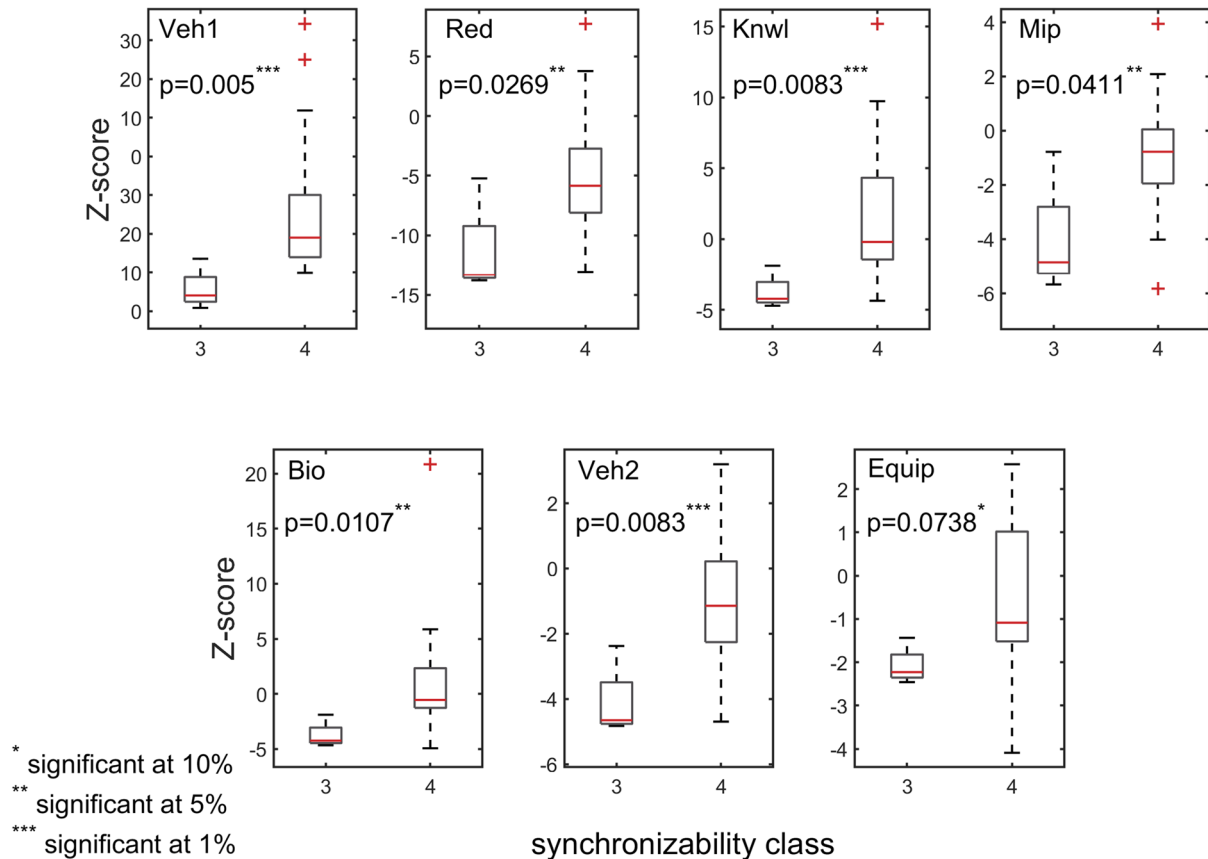 Veh1
p=0.005***
Z-score
30
20
30
0
30
20
10
0
3
4
Red
p=0.0269**
5
0
-5
-10
-15
3
4
Knwl
p=0.0083***
15
10
5
0
-5
3
4
Mip
p=0.0411**
4
2
0
-2
-4
-6
3
4
Bio
p=0.0107**
Z-score
20
15
10
5
0
-5
3
4
Veh2
p=0.0083***
2
0
-2
-4
-6
3
4
Equip
p=0.0738*
2
1
0
-1
-2
-3
-4
3
4
* significant at 10%
** significant at 5%
*** significant at 1%
synchronizability class